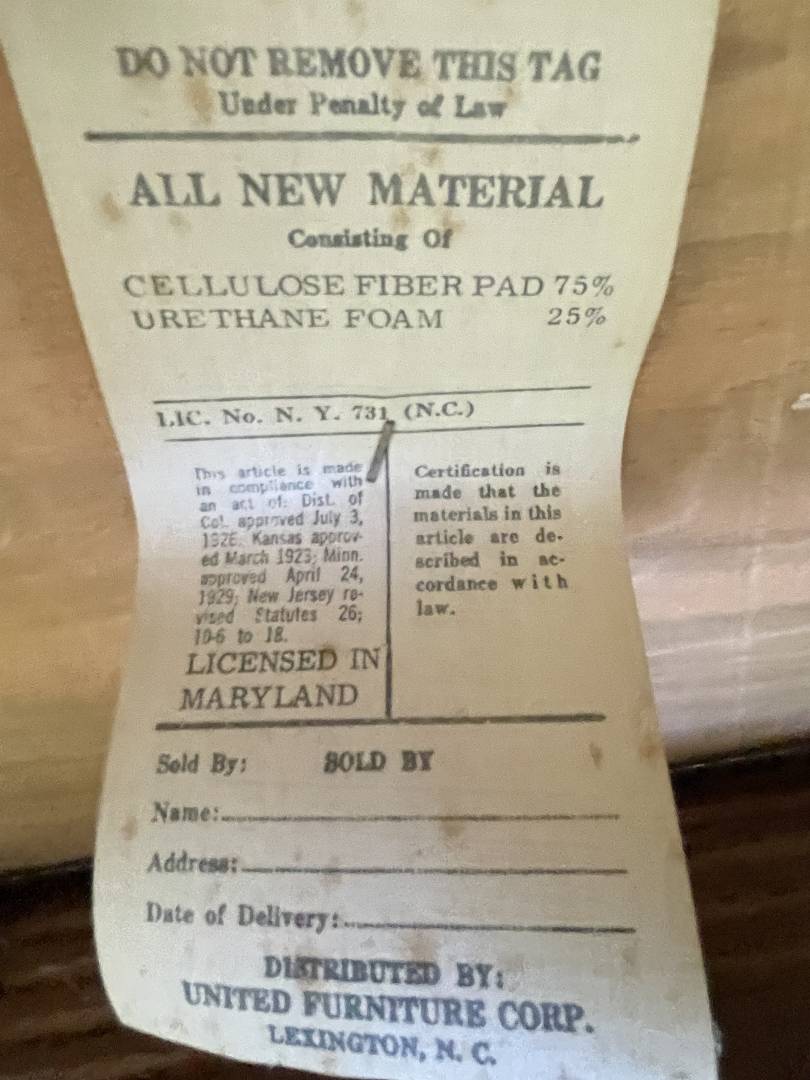 DO NOT REMOVE THIS TAG
Under Penalty of Law
ALL NEW MATERIAL
Consisting Of
CELLULOSE FIBER PAD 75%
URETHANE FOAM 25%
LIC. No. N. Y. 731 (N.C.)
This article is made
in compliance with
an act of: Dist. of
Col. approved July 3,
1926. Kansas approv-
ed March 1923; Minn.
approved April 24,
1929; New Jersey re-
vised Statutes 26;
10-6 to 18.
LICENSED IN
MARYLAND
Certification is
made that the
materials in this
article are de-
scribed in ac-
cordance with
law.
Sold By: SOLD BY
Name:
Address:
Date of Delivery:
DISTRIBUTED BY:
UNITED FURNITURE CORP.
LEXINGTON, N. C.